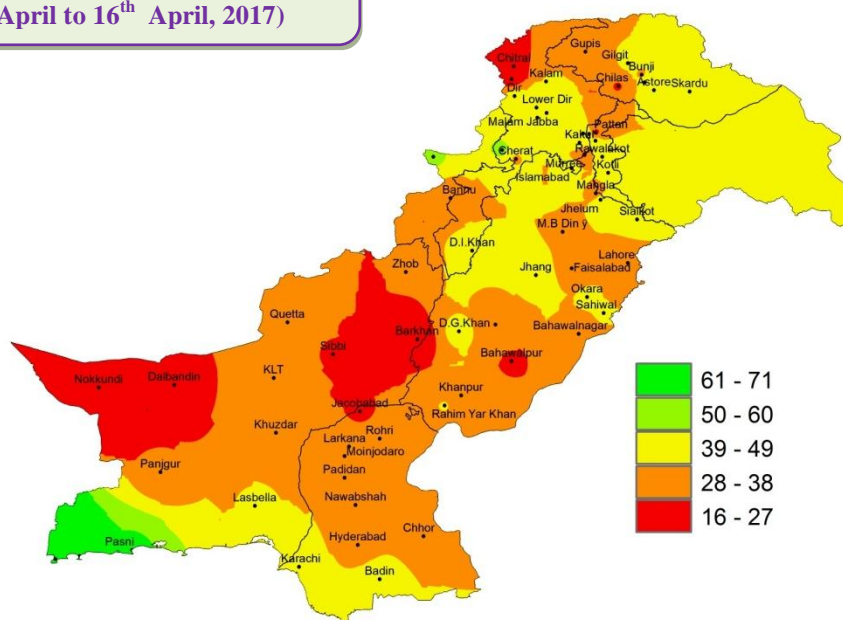 April to 16th April, 2017)
Chitral
Gupis
Gilgit
Bunji
Kalam
Chilas
Astore
Skardu
Dir
Lower Dir
Malam Jabba
Pattan
Kakul
Cherat
Rawalakot
Murree
Kotli
Islamabad
Bannu
Mangla
Jhelum
Sialkot
M.B Din ÿ
D.I.Khan
Lahore
Zhob
Jhang
Faisalabad
Okara
Sahiwal
Quetta
D.G.Khan
Bahawalnagar
Barkhan
Sibbi
Bahawalpur
Nokkundi
Dalbandin
KLT
Khanpur
Jacobabad
Rahim Yar Khan
Khuzdar
Rohri
Larkana
Moinjodaro
Panjgur
Padidan
Lasbella
Nawabshah
Chhor
Pasni
Hyderabad
Karachi
Badin
61 - 71
50 - 60
39 - 49
28 - 38
16 - 27